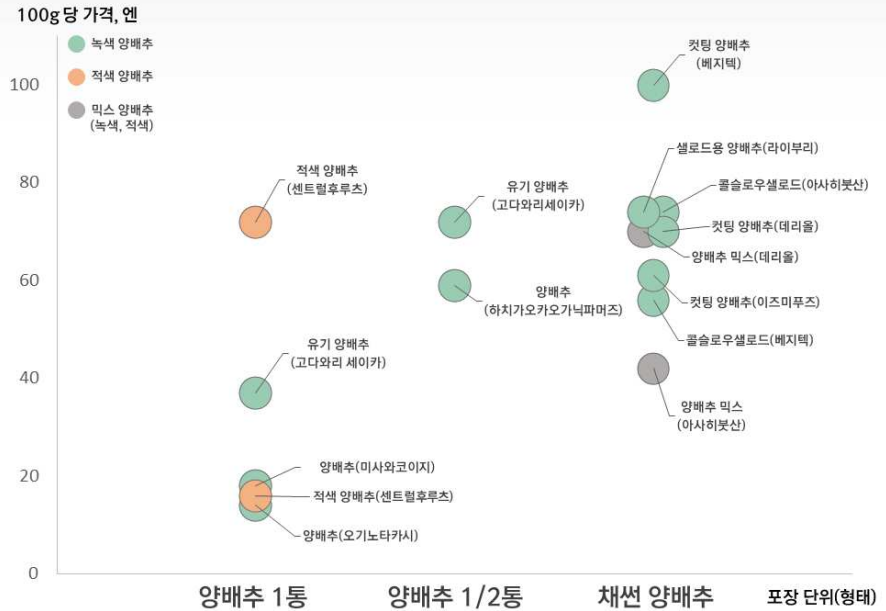 100g당 가격, 엔
녹색 양배추
적색 양배추
믹스 양배추
(녹색, 적색)
100
80
60
40
20
0
적색 양배추
(센트럴후루츠)
유기 양배추
(고다와리 세이카)
양배추(미사와코이지)
적색 양배추(센트럴후루츠)
양배추(오기노타카시)
유기 양배추
(고다와리세이카)
양배추
(하치가오카오가닉파머즈)
컷팅 양배추
(베지텍)
샐로드용 양배추(라이부리)
콜슬로우샐로드(아사히붓산)
컷팅 양배추(데리올)
양배추 믹스(데리올)
컷팅 양배추(이즈미푸즈)
콜슬로우샐로드(베지텍)
양배추 믹스
(아사히붓산)
양배추 1통
양배추 1/2통
채썬 양배추
포장 단위(형태)